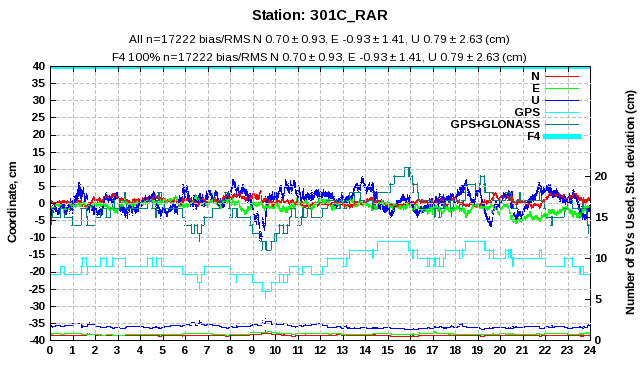 Station: 301C_RAR
All n=17222 bias/RMS N 0.70 ± 0.93, E -0.93 ± 1.41, U 0.79 ± 2.63 (cm)
F4 100% n=17222 bias/RMS N 0.70 ± 0.93, E -0.93 ± 1.41, U 0.79 ± 2.63 (cm)
Coordinate, cm
40
35
30
25
20
15
10
5
0
-5
-10
-15
-20
-25
-30
-35
-40
N
E
U
GPS
GPS+GLONASS
F4
20
15
10
5
0
Number of SVs Used, Std. deviation (cm)
0 1 2 3 4 5 6 7 8 9 10 11 12 13 14 15 16 17 18 19 20 21 22 23 24